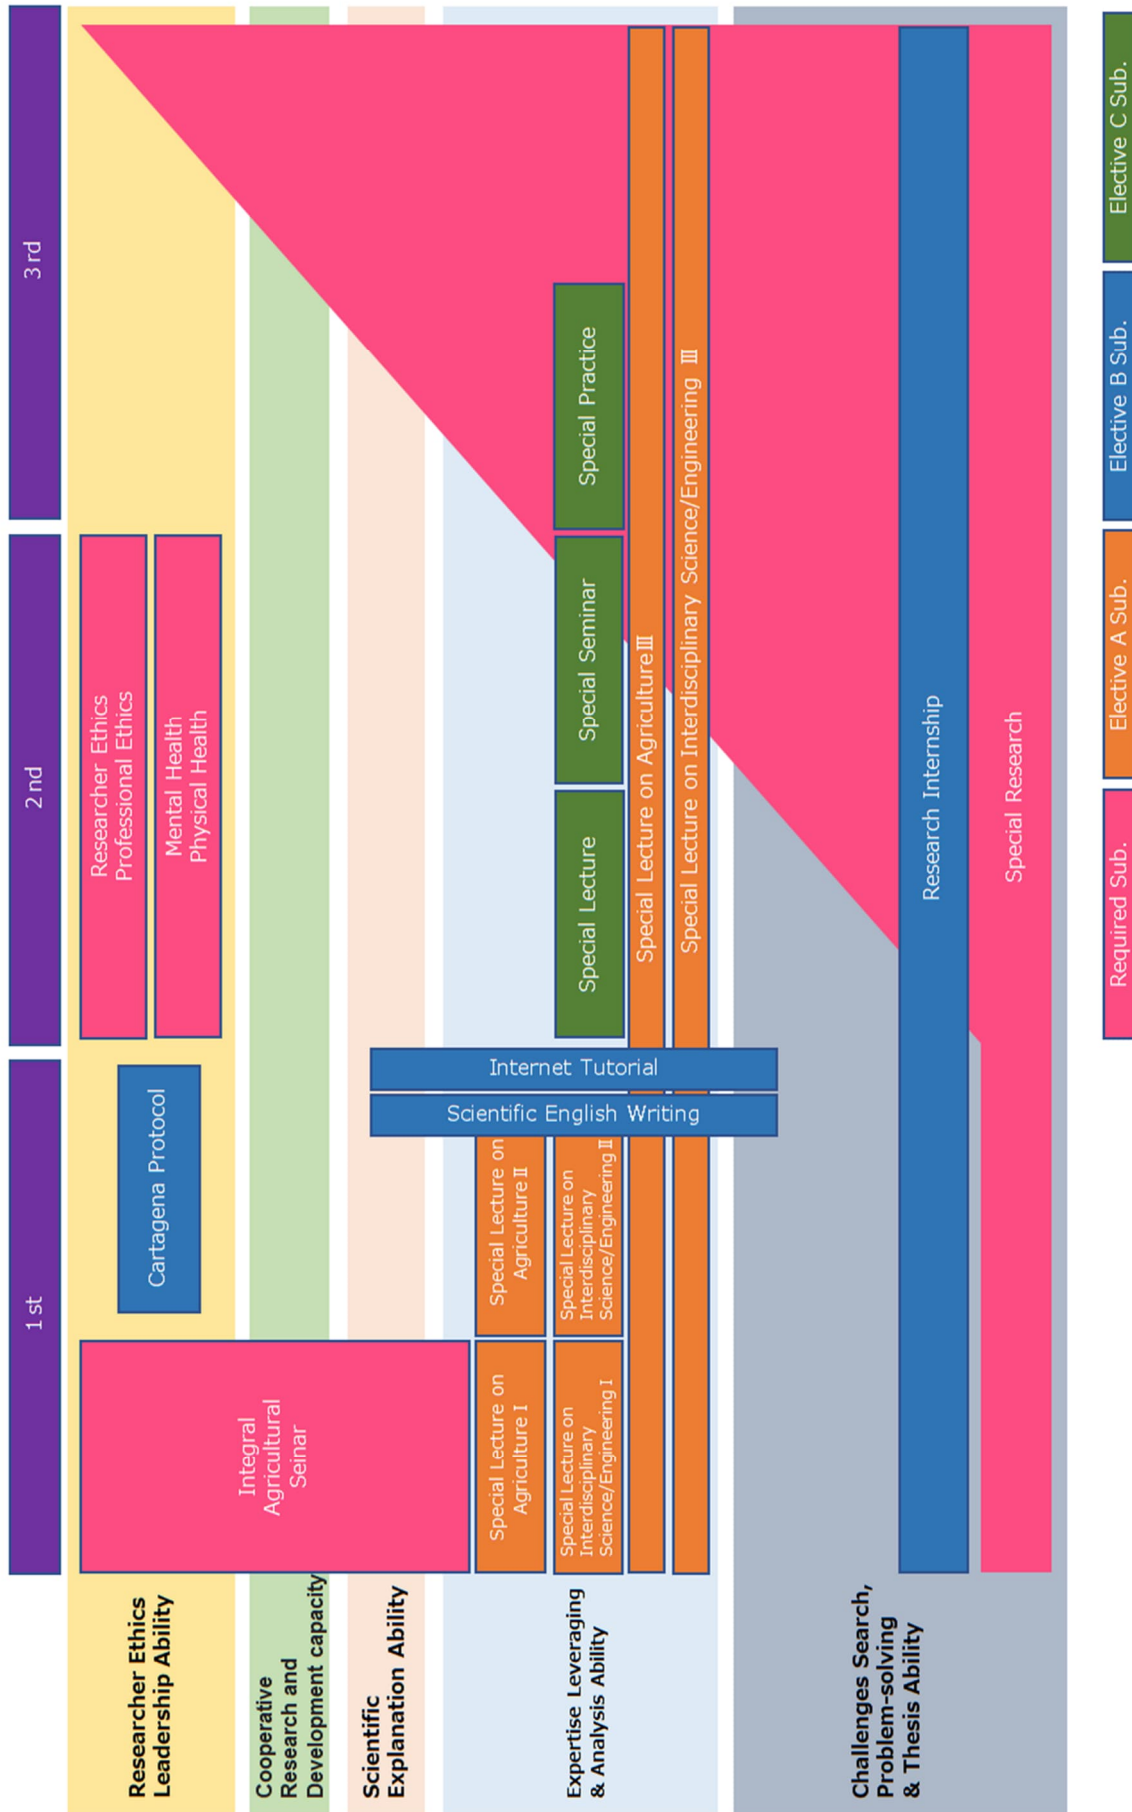 1st
2nd
3rd
Researcher Ethics
Leadership Ability
Integral
Agricultural
Seinar
Cartagena Protocol
Researcher Ethics
Professional Ethics
Mental Health
Physical Health
Cooperative
Research and
Development capacity
Scientific
Explanation Ability
Expertise Leveraging
& Analysis Ability
Special Lecture on
Agriculture I
Special Lecture on
Agriculture Ⅱ
Special Lecture on
Interdisciplinary
Science/Engineering I
Special Lecture on
Interdisciplinary
Science/Engineering Ⅱ
Scientific English Writing
Internet Tutorial
Special Lecture
Special Seminar
Special Practice
Special Lecture on AgricultureⅢ
Special Lecture on Interdisciplinary Science/Engineering Ⅲ
Challenges Search,
Problem-solving
& Thesis Ability
Research Internship
Special Research
Required Sub.
Elective A Sub.
Elective B Sub.
Elective C Sub.